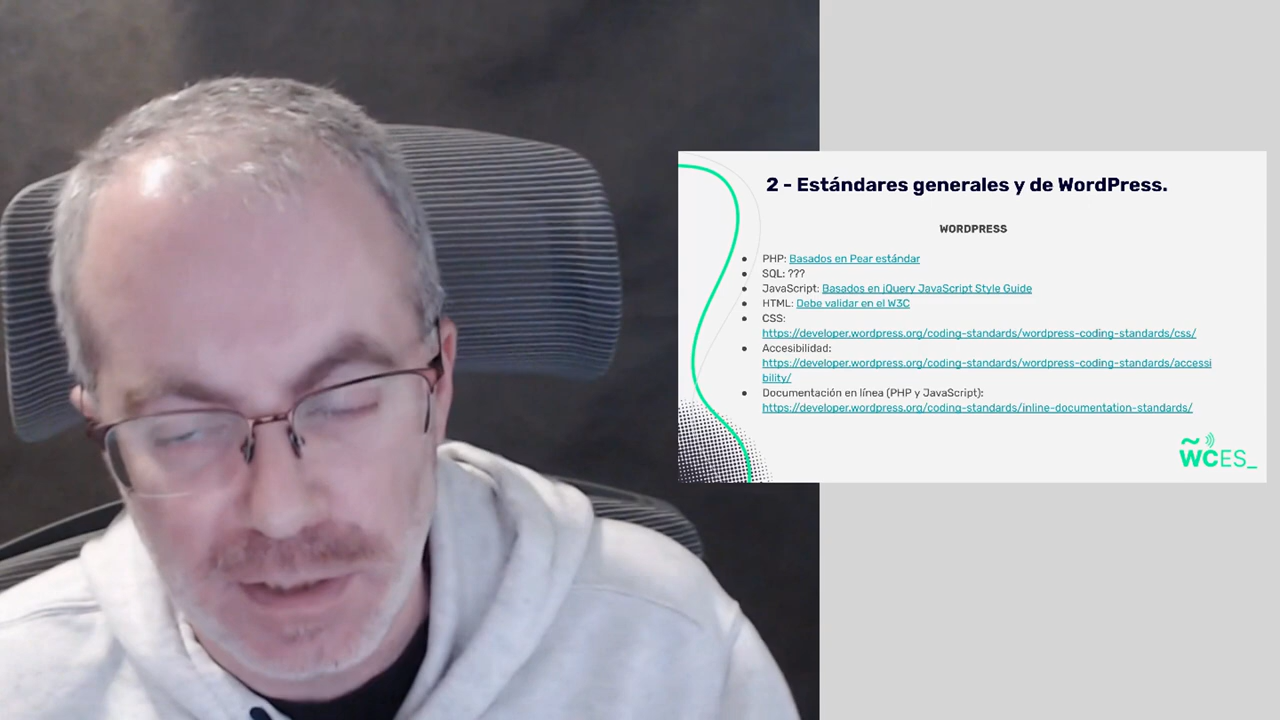 2 - Estándares generales y de WordPress.
WORDPRESS
● PHP: Basados en Pear estándar
● SQL: ???
● JavaScript: Basados en jQuery JavaScript Style Guide
● HTML: Debe validar en el W3C
● CSS:
https://developer.wordpress.org/coding-standards/wordpress-coding-standards/css/
● Accesibilidad:
https://developer.wordpress.org/coding-standards/wordpress-coding-standards/accessi
bility/
● Documentación en línea (PHP y JavaScript):
https://developer.wordpress.org/coding-standards/inline-documentation-standards/
~
WCES_